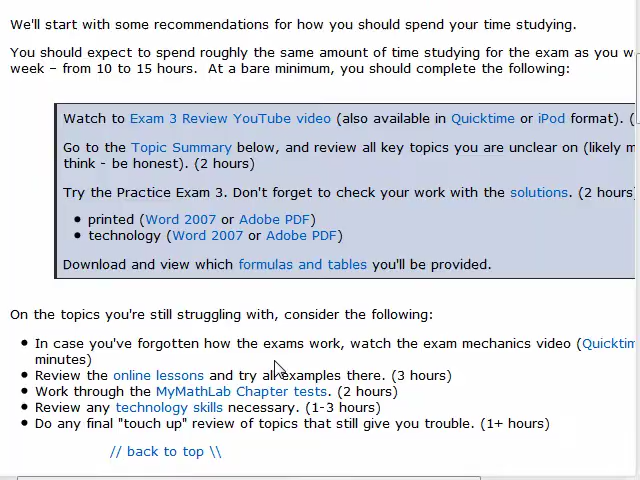 We'll start with some recommendations for how you should spend your time studying.
You should expect to spend roughly the same amount of time studying for the exam as you w
week – from 10 to 15 hours.  At a bare minimum, you should complete the following:
Watch to Exam 3 Review YouTube video (also available in Quicktime or iPod format). (
Go to the Topic Summary below, and review all key topics you are unclear on (likely m
think - be honest). (2 hours)
Try the Practice Exam 3. Don't forget to check your work with the solutions. (2 hours
• printed (Word 2007 or Adobe PDF)
• technology (Word 2007 or Adobe PDF)
Download and view which formulas and tables you'll be provided.
On the topics you're still struggling with, consider the following:
• In case you've forgotten how the exams work, watch the exam mechanics video (Quicktim
minutes)
• Review the online lessons and try all examples there. (3 hours)
• Work through the MyMathLab Chapter tests. (2 hours)
• Review any technology skills necessary. (1-3 hours)
• Do any final "touch up" review of topics that still give you trouble. (1+ hours)
// back to top \\